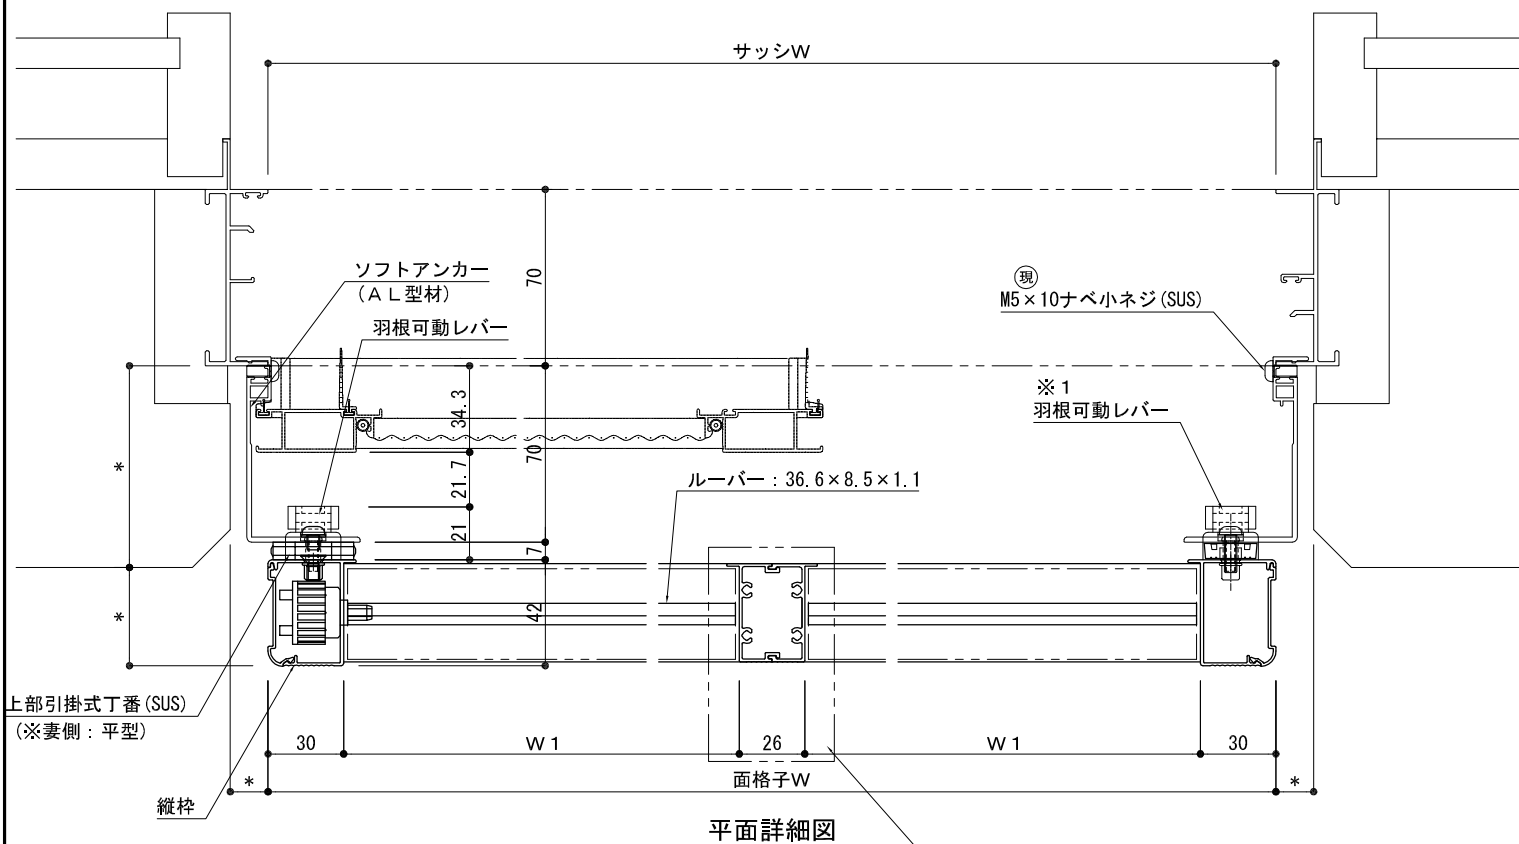 サッシW
70
ソフトアンカー
（ＡＬ型材）
羽根可動レバー
現
M5×10ナベ小ネジ(SUS)
※１
羽根可動レバー
34.3
70
*
21.7
ルーバー：36.6×8.5×1.1
21
7
42
*
上部引掛式丁番(SUS)
（※妻側：平型）
30
W1
26
W1
30
*
面格子W
*
縦枠
平面詳細図